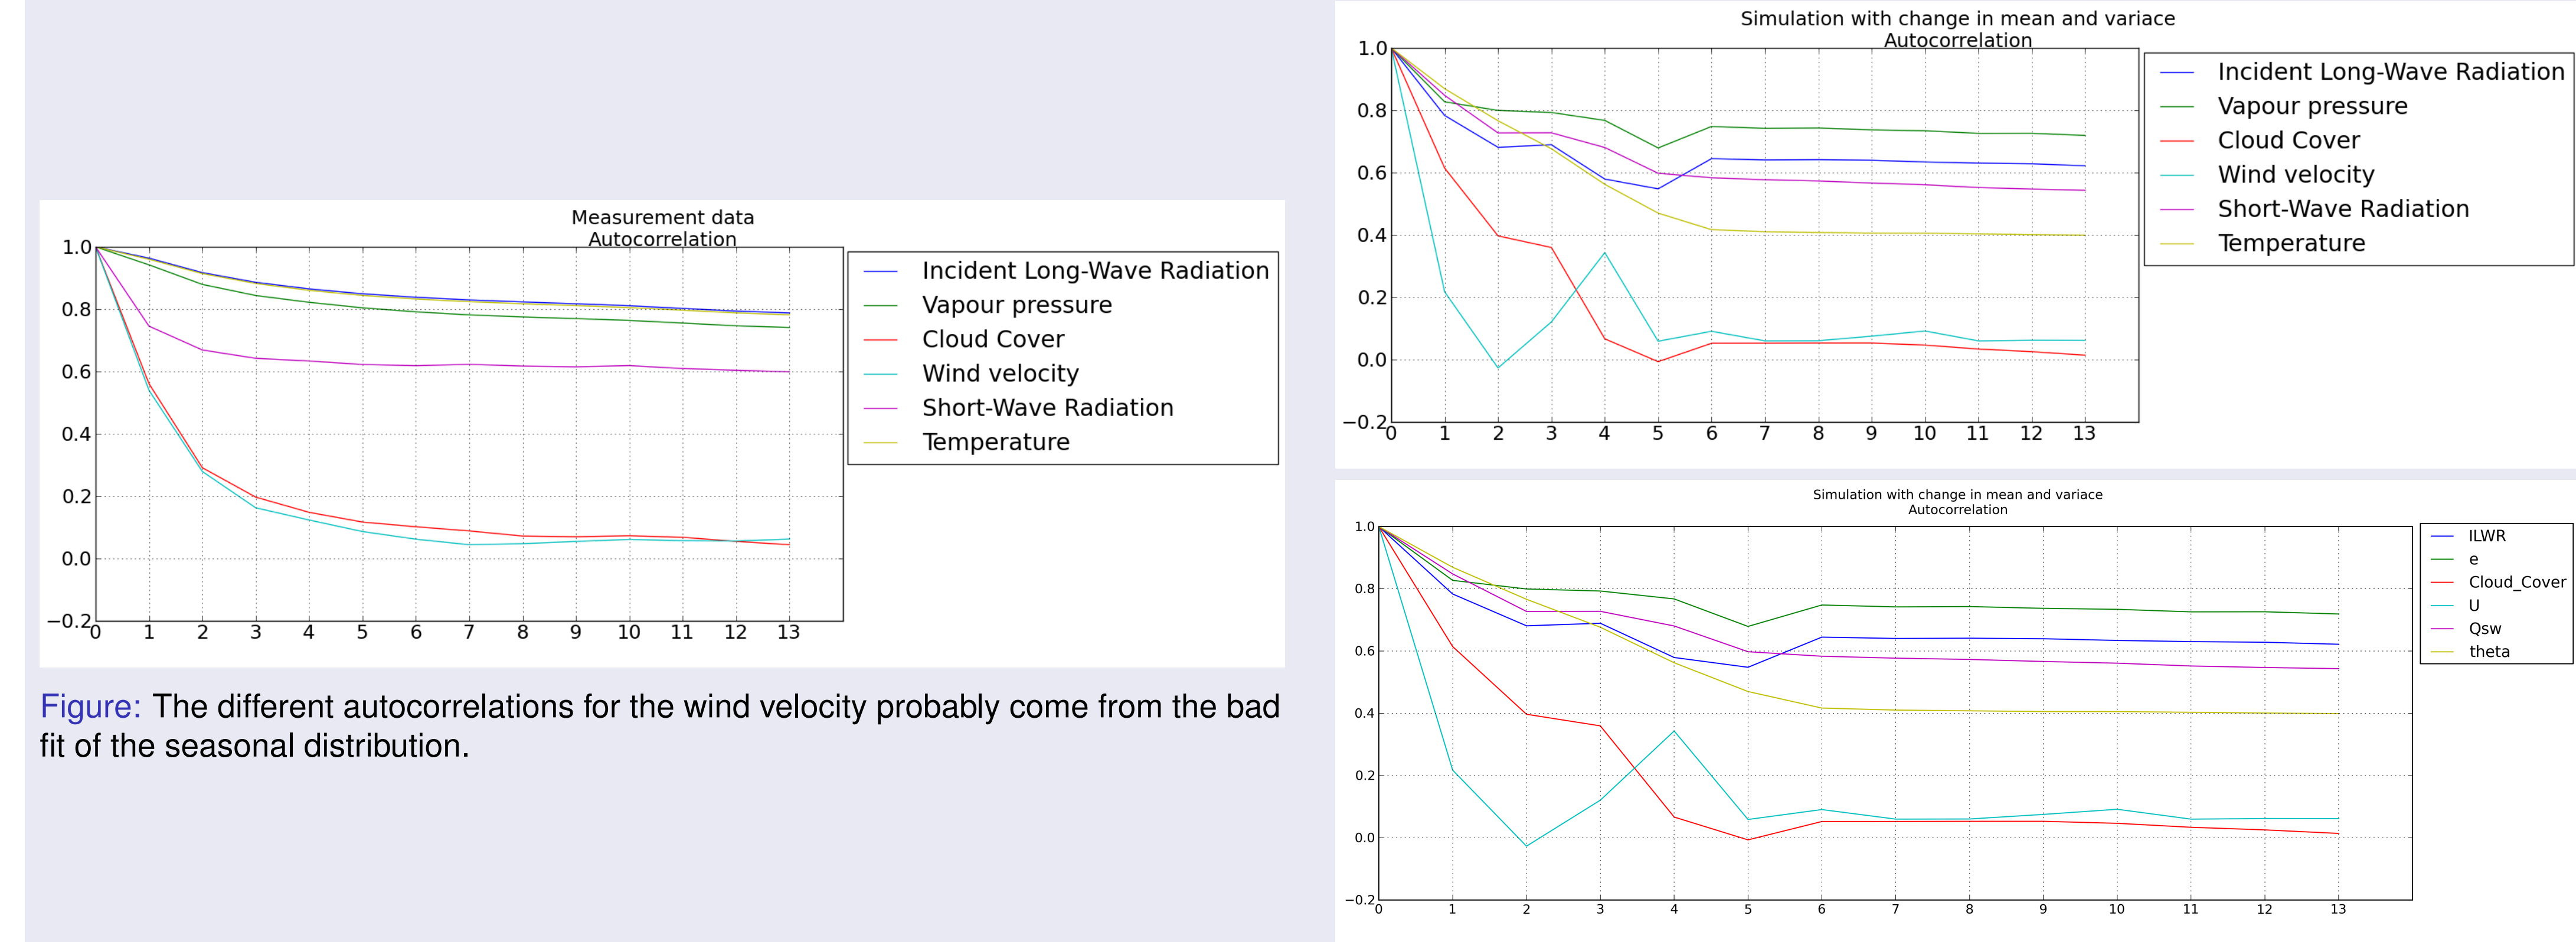 Measurement data
Autocorrelation
1.0
0.8
0.6
0.4
0.2
0.0
−0.2
0 1 2 3 4 5 6 7 8 9 10 11 12 13
Incident Long-Wave Radiation
Vapour pressure
Cloud Cover
Wind velocity
Short-Wave Radiation
Temperature
Figure: The different autocorrelations for the wind velocity probably come from the bad
fit of the seasonal distribution.
Simulation with change in mean and variace
Autocorrelation
1.0
0.8
0.6
0.4
0.2
0.0
−0.2
0 1 2 3 4 5 6 7 8 9 10 11 12 13
Incident Long-Wave Radiation
Vapour pressure
Cloud Cover
Wind velocity
Short-Wave Radiation
Temperature
Simulation with change in mean and variace
Autocorrelation
1.0
0.8
0.6
0.4
0.2
0.0
−0.2
0 1 2 3 4 5 6 7 8 9 10 11 12 13
ILWR
e
Cloud_Cover
U
Qsw
theta